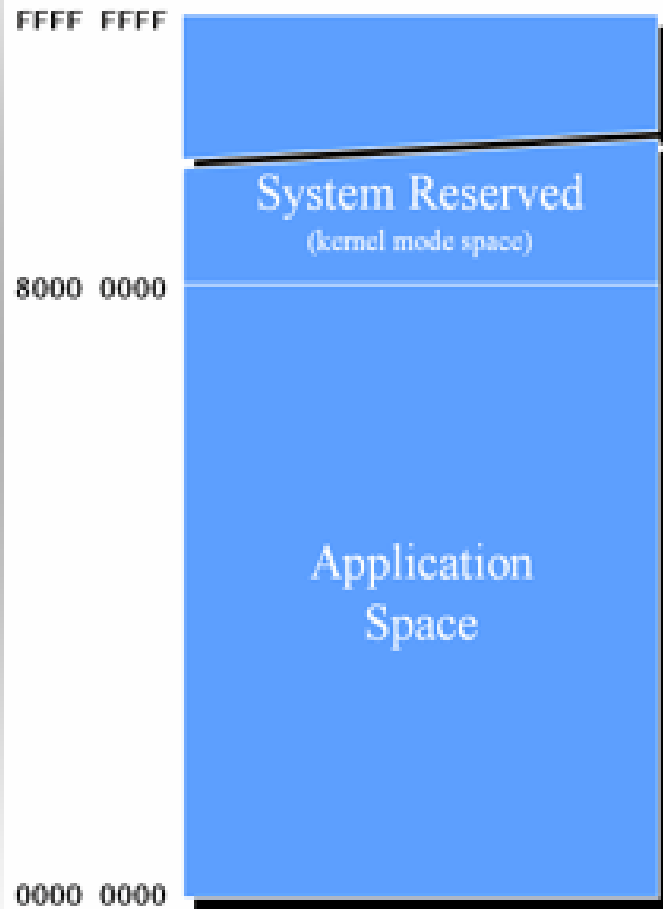 FFFF FFFF
System Reserved
(kernel mode space)
8000 0000
Application
Space
0000 0000